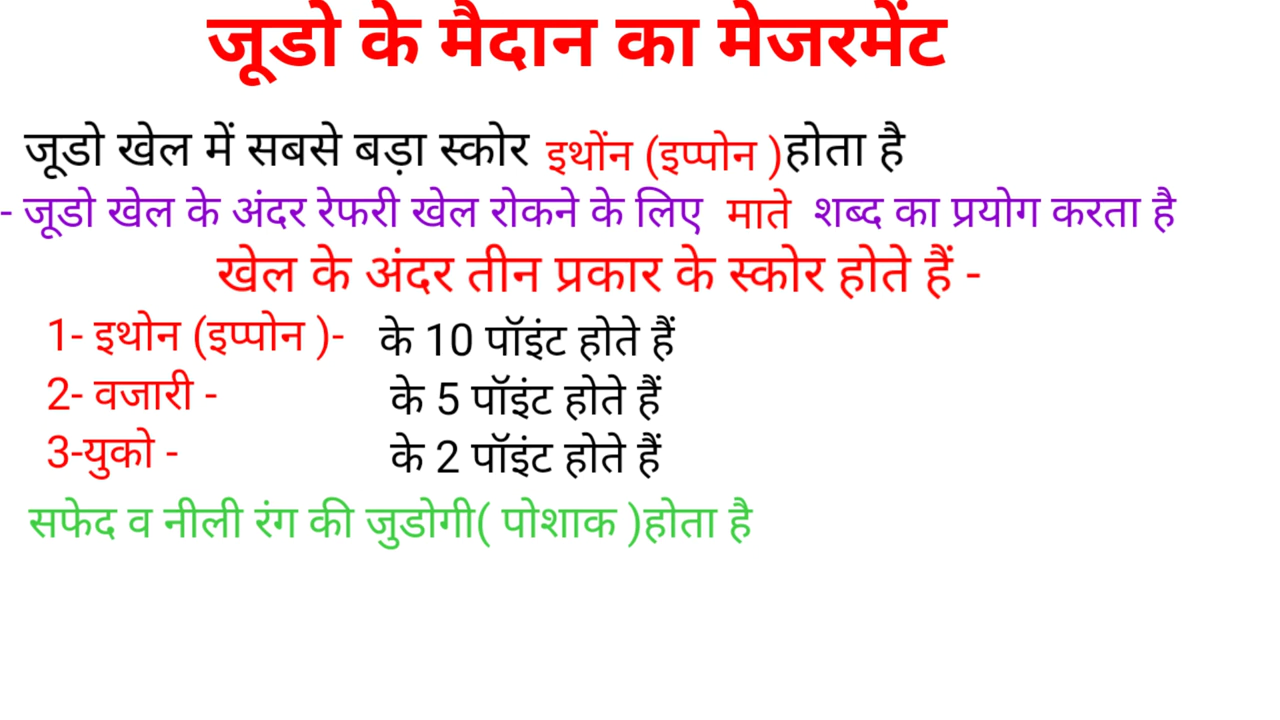 जूडो के मैदान का मेजरमेंट
जूडो खेल में सबसे बड़ा स्कोर इथोंन (इप्पोन )होता है
- जूडो खेल के अंदर रेफरी खेल रोकने के लिए माते शब्द का प्रयोग करता है
खेल के अंदर तीन प्रकार के स्कोर होते हैं -
1- इथोन (इप्पोन )- के 10 पॉइंट होते हैं
2- वजारी - के 5 पॉइंट होते हैं
3-युको - के 2 पॉइंट होते हैं
सफेद व नीली रंग की जुडोगी( पोशाक )होता है